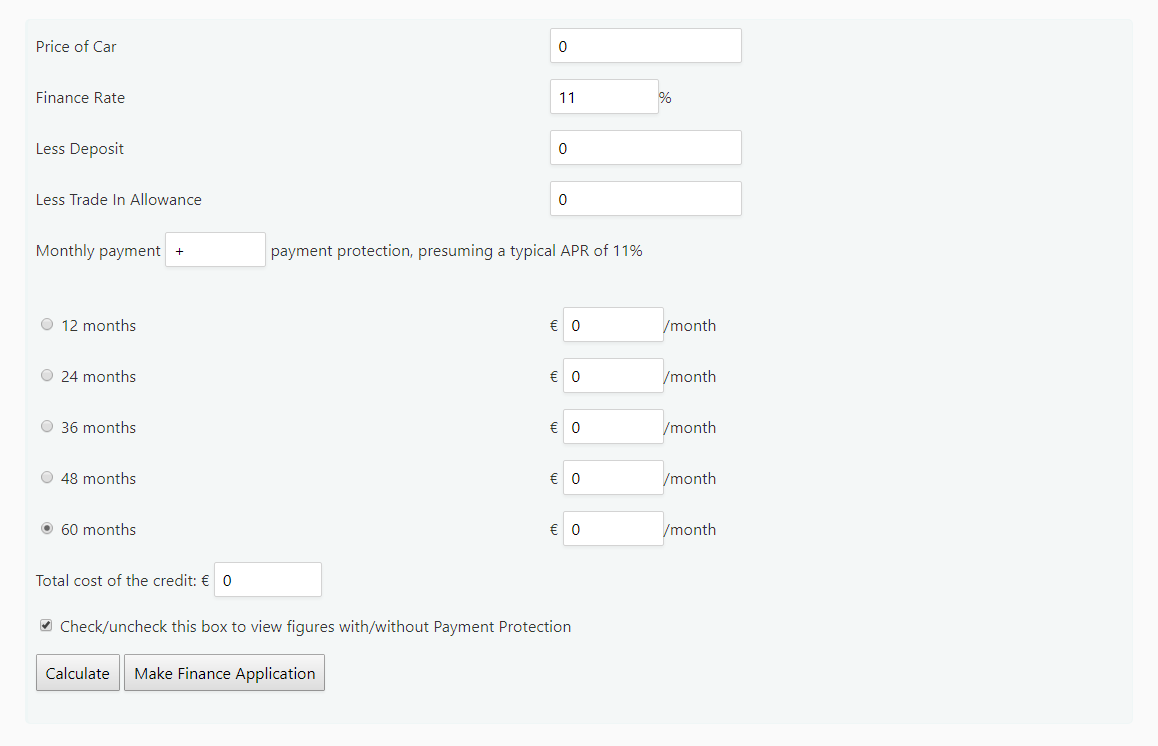 Price of Car 0
Finance Rate 11 %
Less Deposit 0
Less Trade In Allowance 0
Monthly payment + payment protection, presuming a typical APR of 11%
12 months € 0 /month
24 months € 0 /month
36 months € 0 /month
48 months € 0 /month
60 months € 0 /month
Total cost of the credit: € 0
Check/uncheck this box to view figures with/without Payment Protection
Calculate Make Finance Application